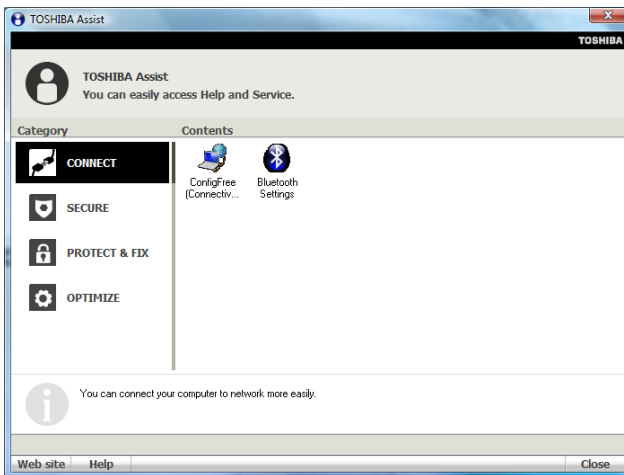 TOSHIBA Assist
TOSHIBA
TOSHIBA Assist
You can easily access Help and Service.
Category
Contents
CONNECT
SECURE
PROTECT & FIX
OPTIMIZE
ConfigFree
(Connectiv...
Bluetooth
Settings
You can connect your computer to network more easily.
Web site
Help
Close